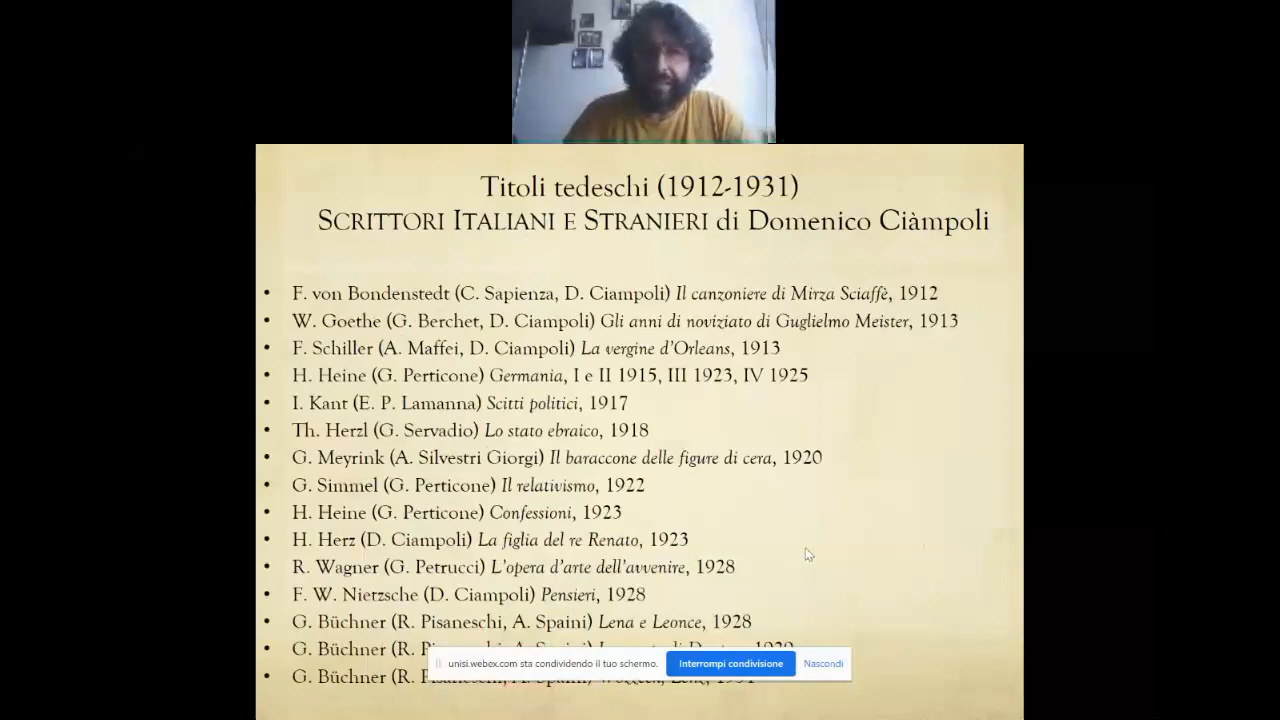 Titoli tedeschi (1912-1931)
SCRITTORI ITALIANI E STRANIERI di Domenico Ciàmpoli
• F. von Bondenstedt (C. Sapienza, D. Ciampoli) Il canzoniere di Mirza Sciaffè, 1912
• W. Goethe (G. Berchet, D. Ciampoli) Gli anni di noviziato di Guglielmo Meister, 1913
• F. Schiller (A. Maffei, D. Ciampoli) La vergine d'Orleans, 1913
• H. Heine (G. Perticone) Germania, I e II 1915, III 1923, IV 1925
• I. Kant (E. P. Lamanna) Scitti politici, 1917
• Th. Herzl (G. Servadio) Lo stato ebraico, 1918
• G. Meyrink (A. Silvestri Giorgi) Il baraccone delle figure di cera, 1920
• G. Simmel (G. Perticone) Il relativismo, 1922
• H. Heine (G. Perticone) Confessioni, 1923
• H. Herz (D. Ciampoli) La figlia del re Renato, 1923
• R. Wagner (G. Petrucci) L'opera d'arte dell'avvenire, 1928
• F. W. Nietzsche (D. Ciampoli) Pensieri, 1928
• G. Büchner (R. Pisaneschi, A. Spaini) Lena e Leonce, 1928
• G. Büchner (R.
unisi.webex.com sta condividendo il tuo schermo. Interrompi condivisione Nascondi
• G. Büchner (R. Pisaneschi, A. Spaini)